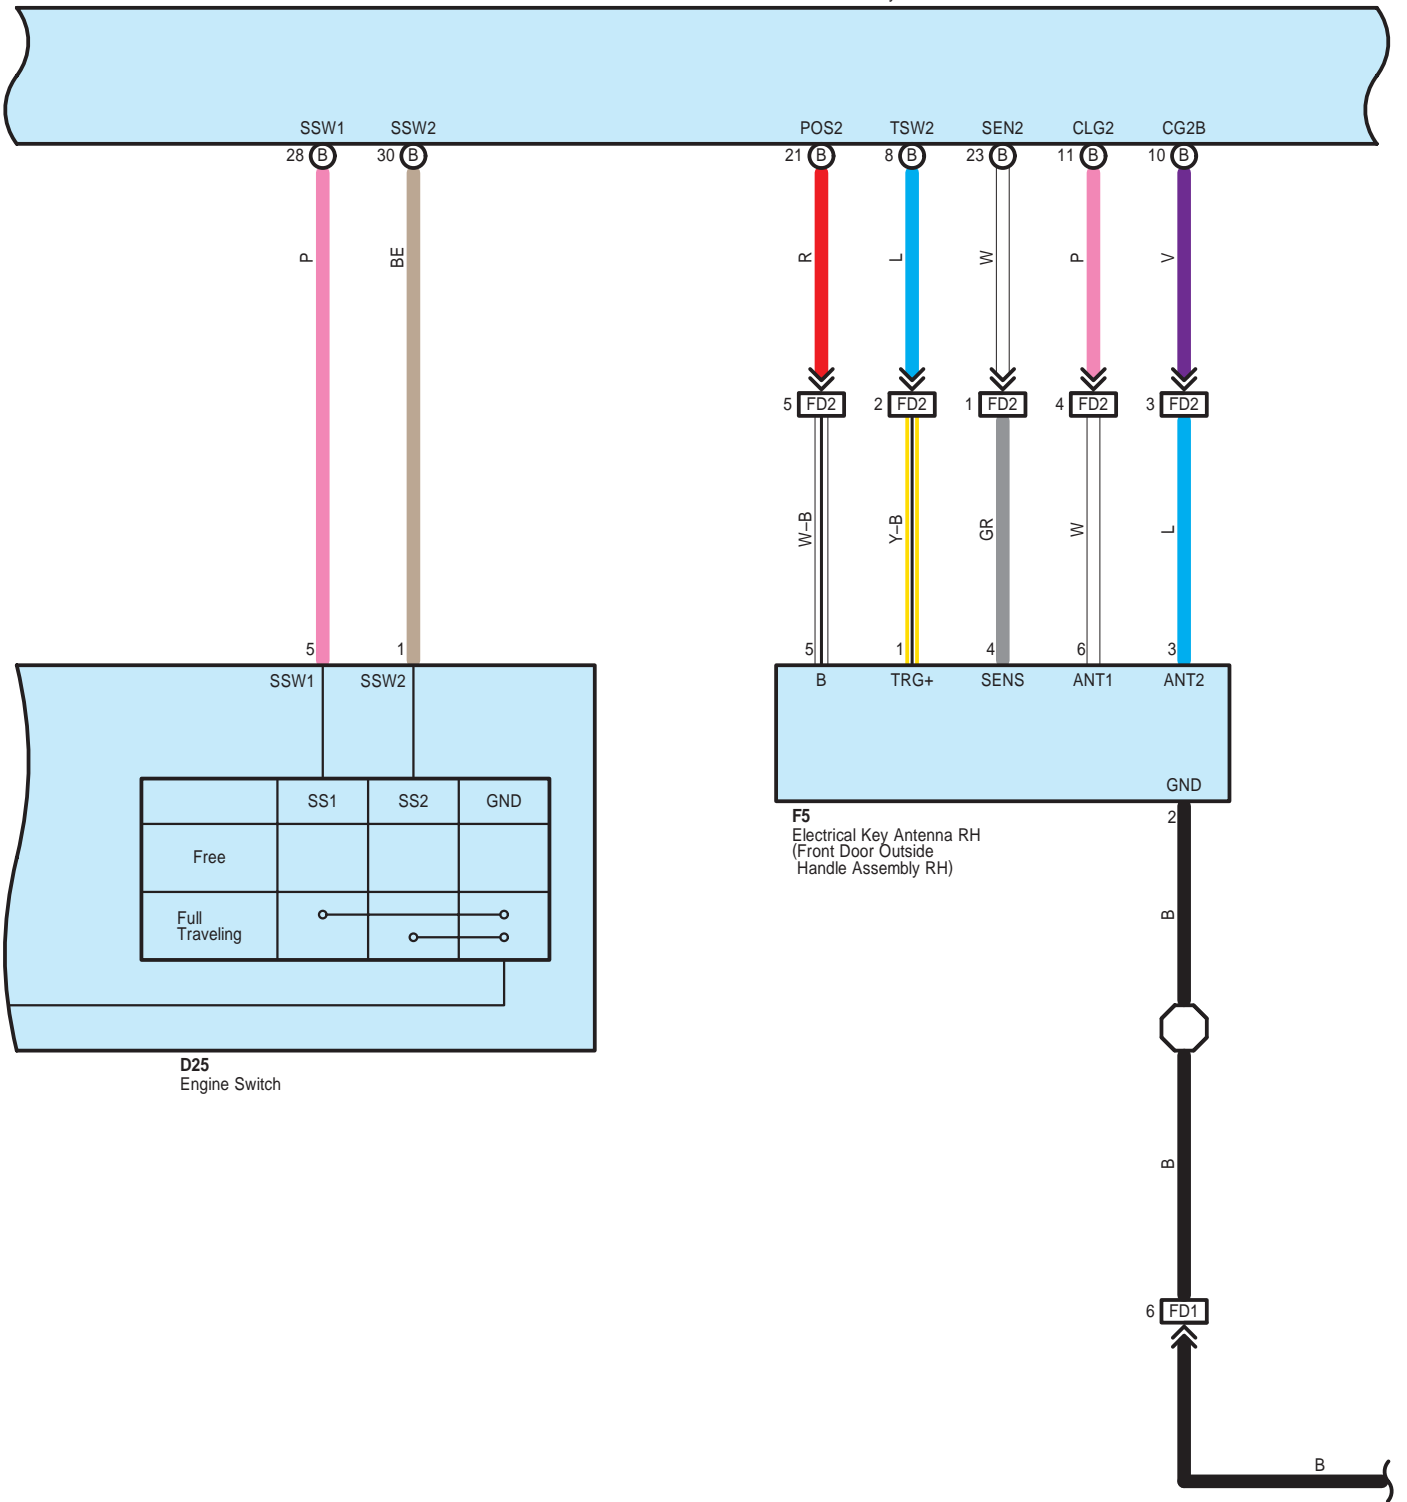 SSW1 SSW2 POS2 TSW2 SEN2 CLG2 CG2B
28 B 30 B 21 B 8 B 23 B 11 B 10 B
P BE R L W P V
5 FD2 2 FD2 1 FD2 4 FD2 3 FD2
W–B Y–B GR W L
5 1 5 1 4 6 3
SSW1 SSW2 B TRG+ SENS ANT1 ANT2
SS1 SS2 GND
Free
Full
Traveling
D25
Engine Switch
GND
2
F5
Electrical Key Antenna RH
(Front Door Outside
Handle Assembly RH)
B
B
6 FD1
B